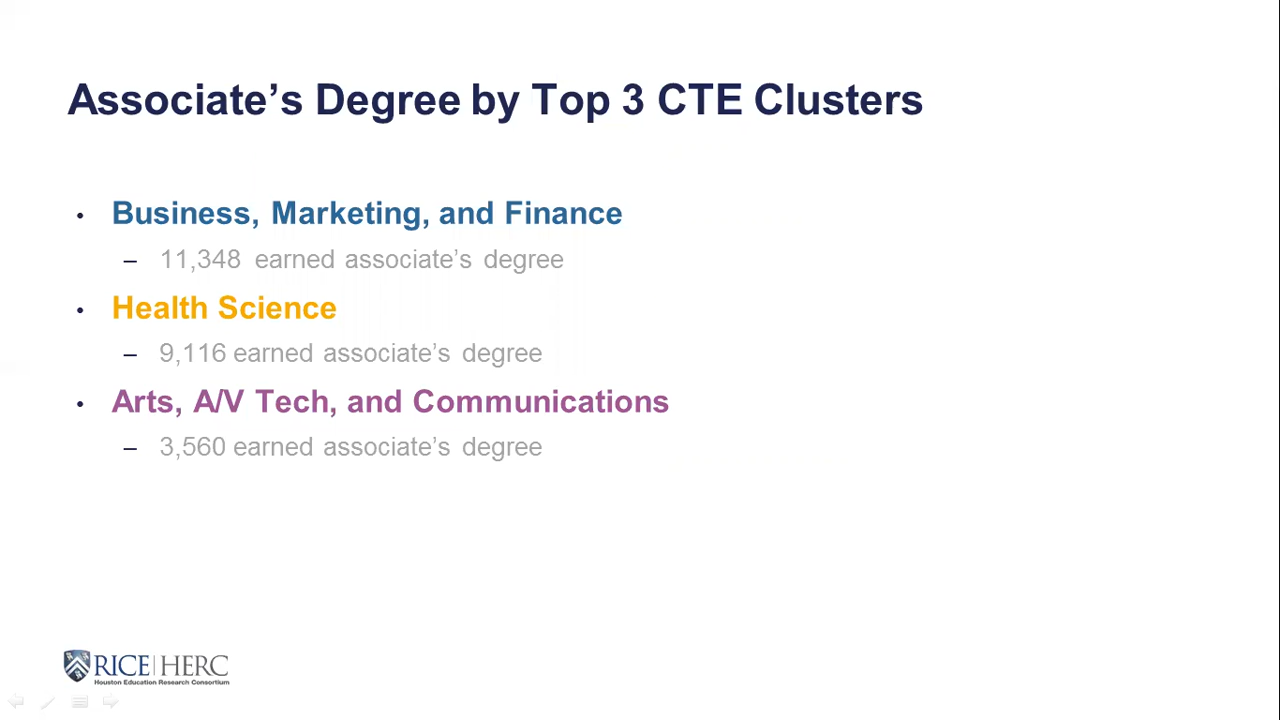 Associate’s Degree by Top 3 CTE Clusters
• Business, Marketing, and Finance
– 11,348 earned associate’s degree
• Health Science
– 9,116 earned associate’s degree
• Arts, A/V Tech, and Communications
– 3,560 earned associate’s degree
RICE|HERC
Houston Education Research Consortium